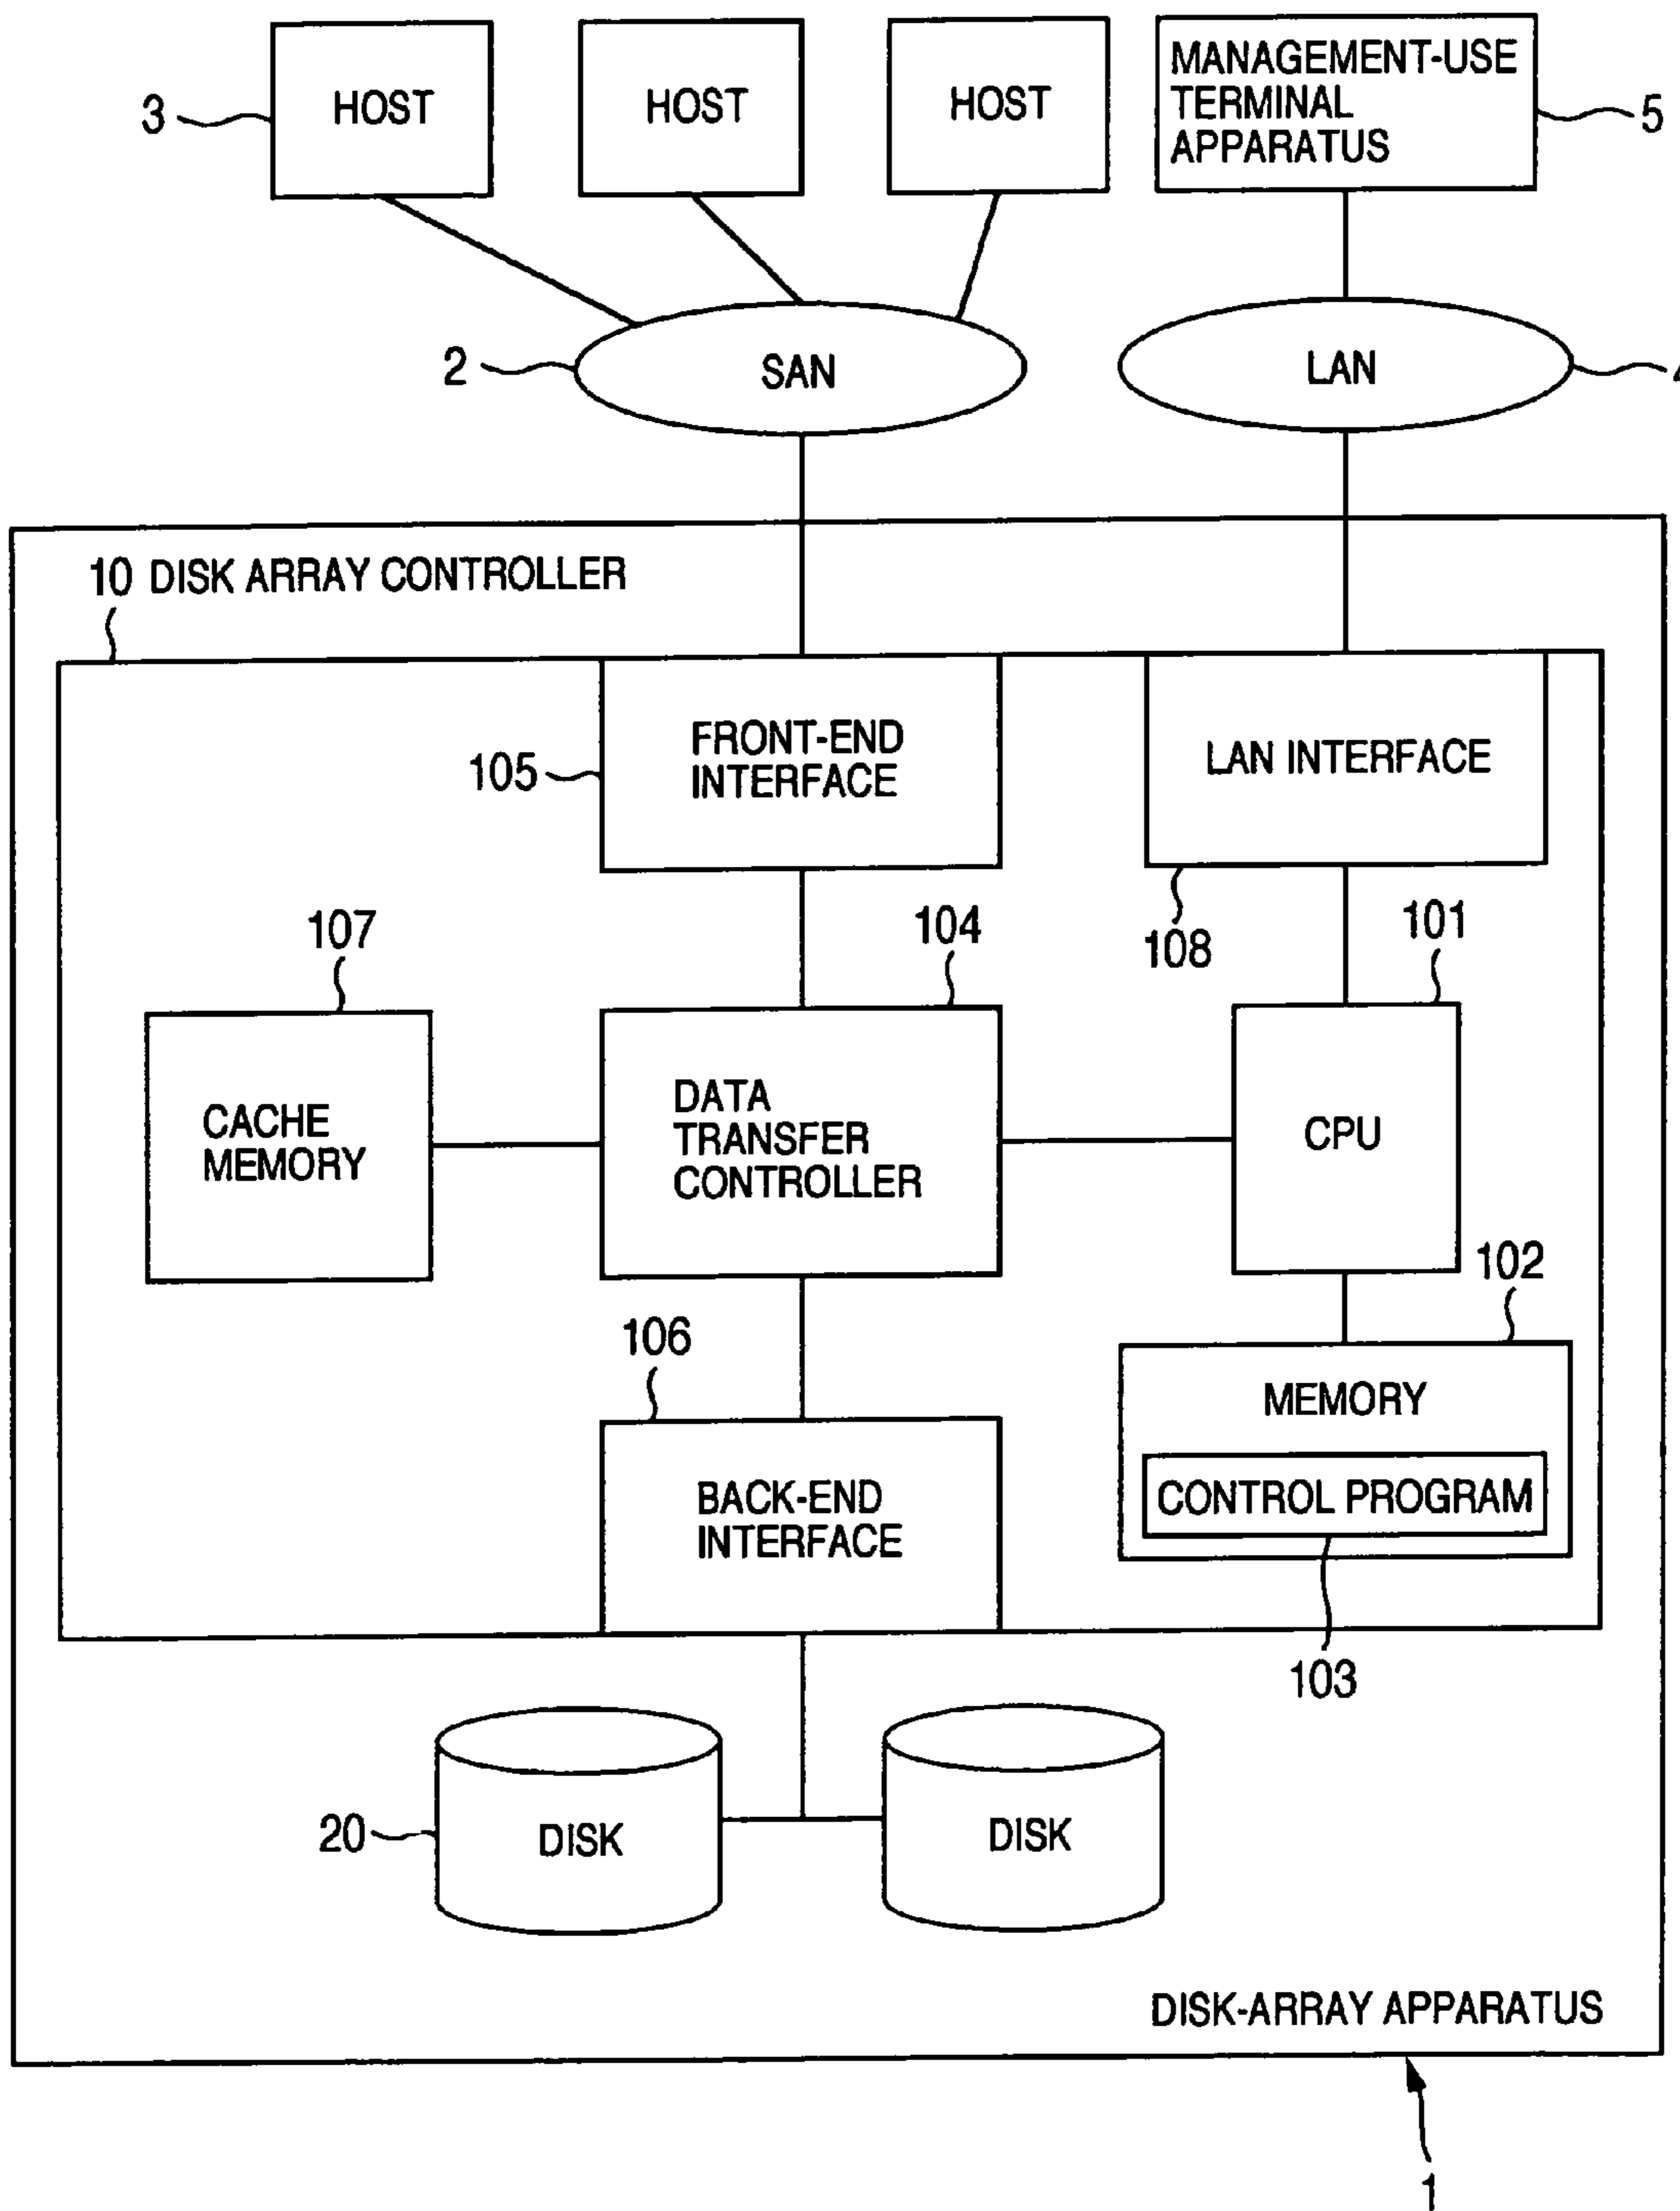 HOST
HOST
HOST
MANAGEMENT-USE
TERMINAL
APPARATUS
3
5
2
SAN
LAN
10 DISK ARRAY CONTROLLER
FRONT-END
INTERFACE
105
LAN INTERFACE
108
107
104
101
CACHE
MEMORY
DATA
TRANSFER
CONTROLLER
CPU
102
106
MEMORY
CONTROL PROGRAM
BACK-END
INTERFACE
103
20
DISK
DISK
DISK-ARRAY APPARATUS
1